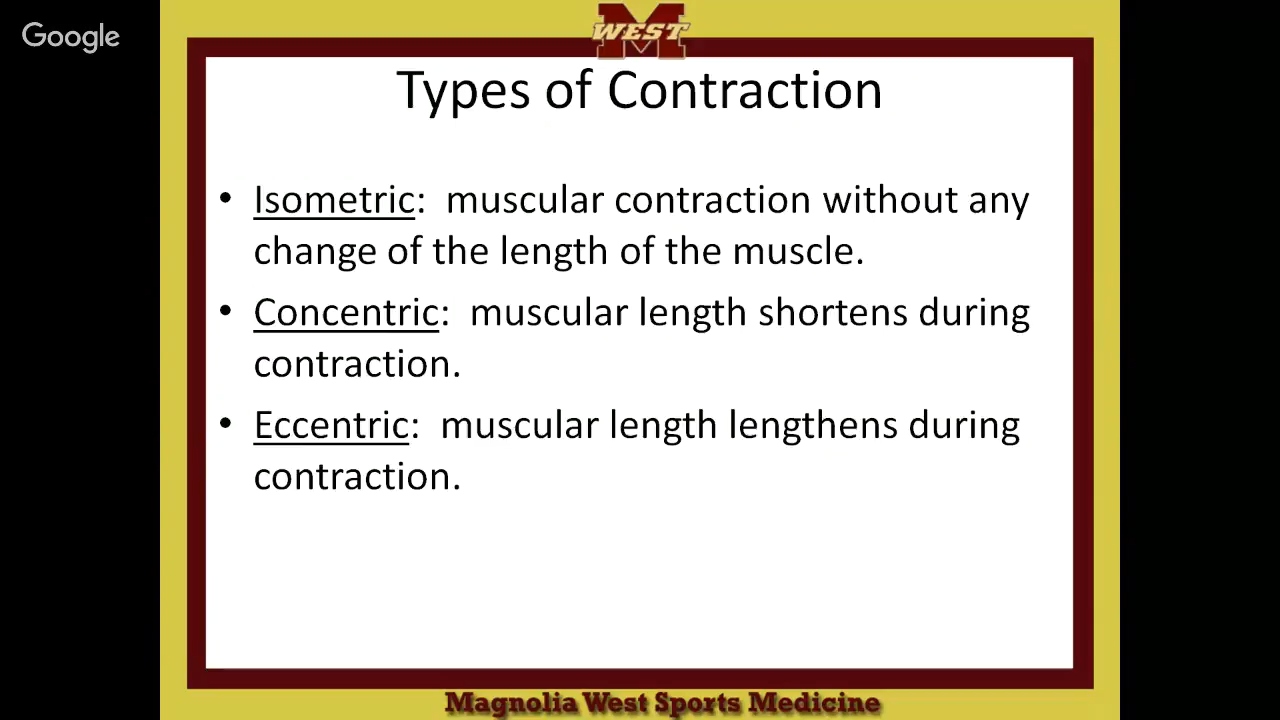 Google
M
WEST
Types of Contraction
• Isometric: muscular contraction without any
change of the length of the muscle.
• Concentric: muscular length shortens during
contraction.
• Eccentric: muscular length lengthens during
contraction.
Magnolia West Sports Medicine